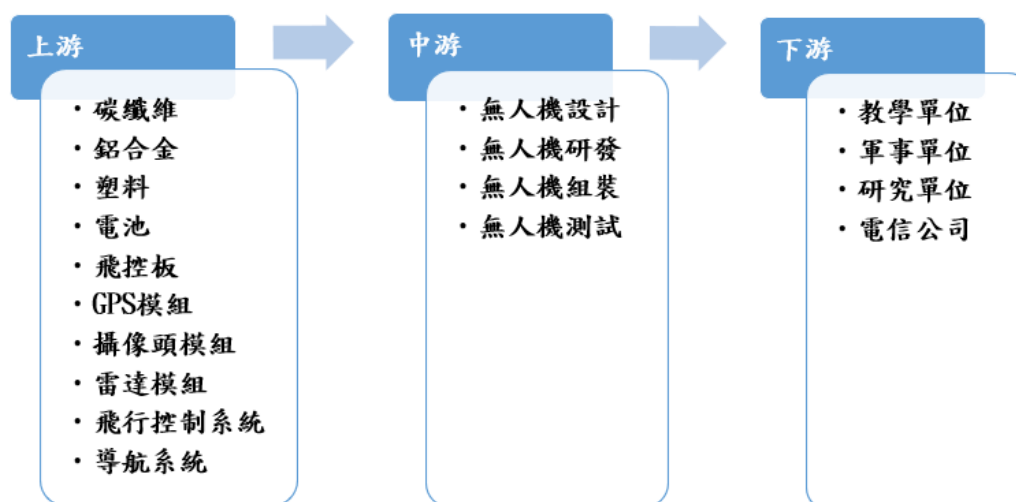 上游
・碳纖維
・鋁合金
・塑料
・電池
・飛控板
・GPS模組
・攝像頭模組
・雷達模組
・飛行控制系統
・導航系統
中游
・無人機設計
・無人機研發
・無人機組裝
・無人機測試
下游
・教學單位
・軍事單位
・研究單位
・電信公司